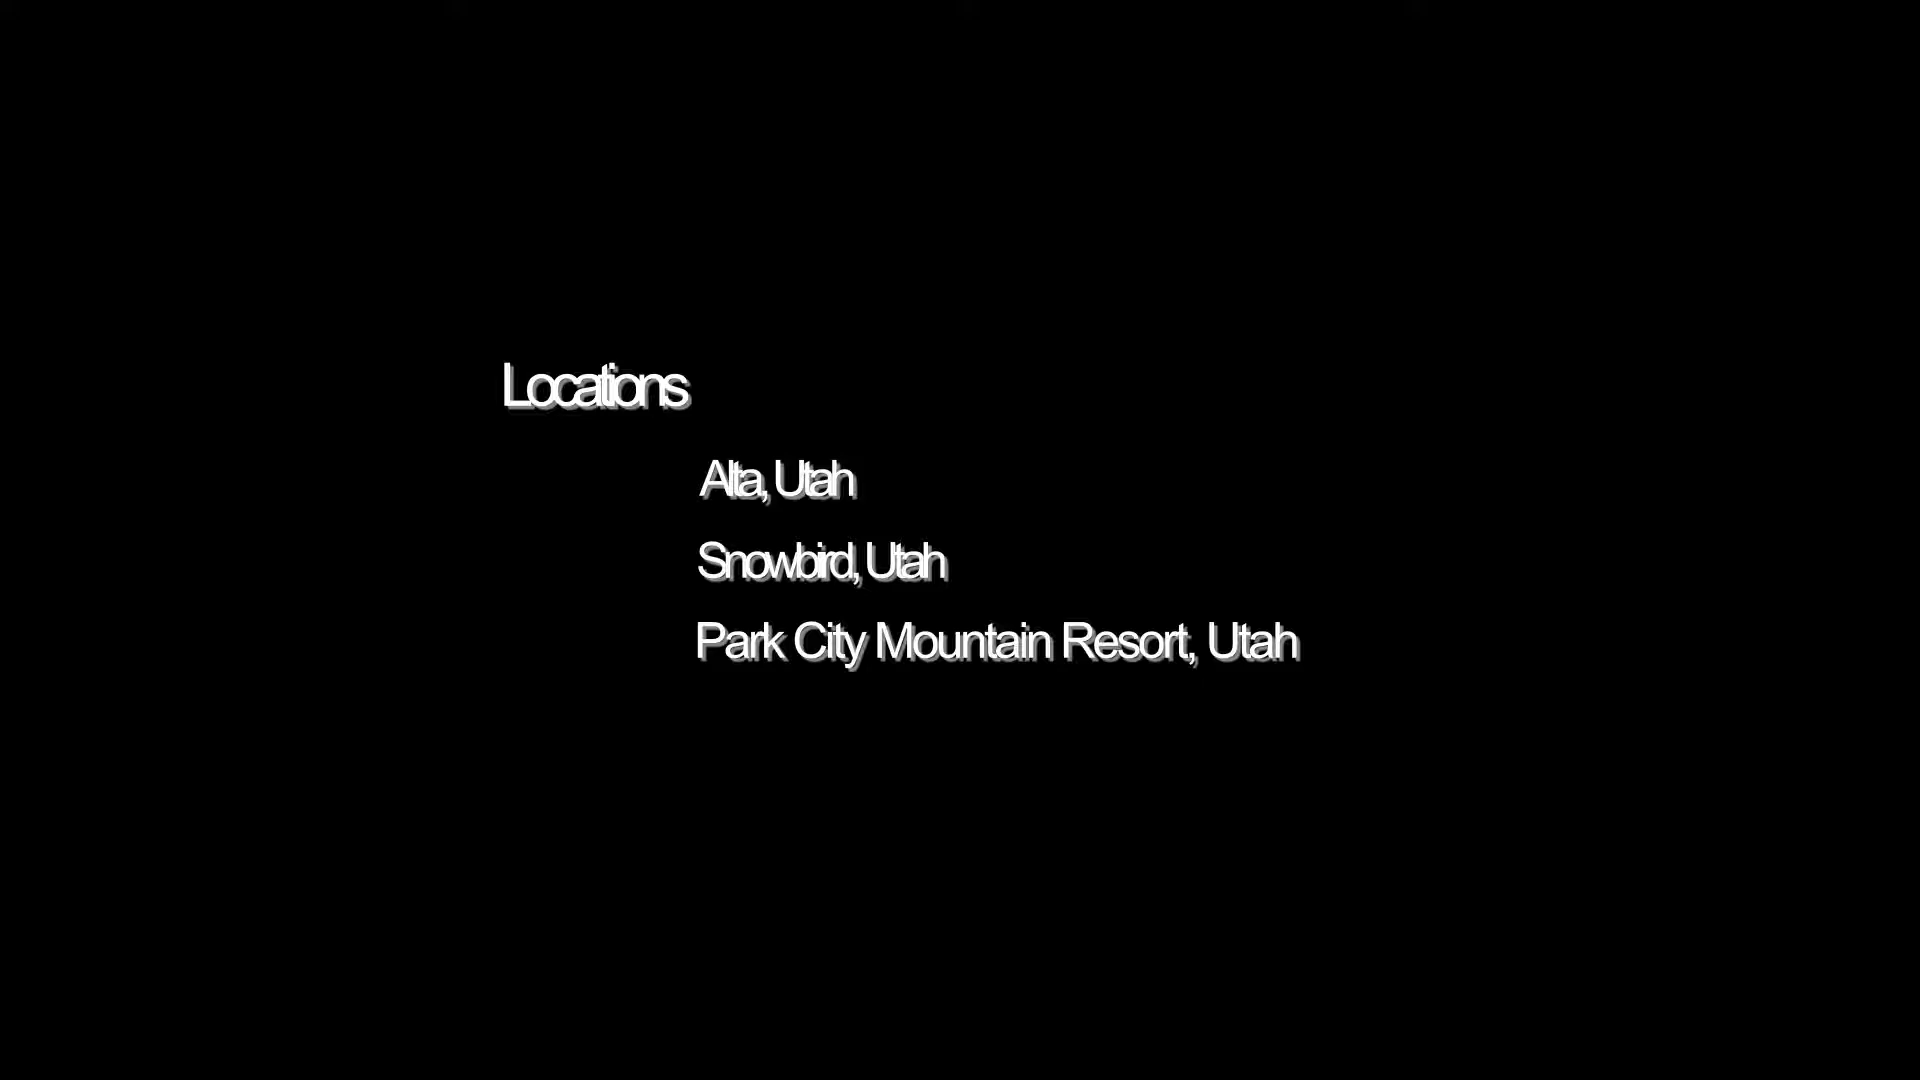 Locations
Alta, Utah
Snowbird, Utah
Park City Mountain Resort, Utah